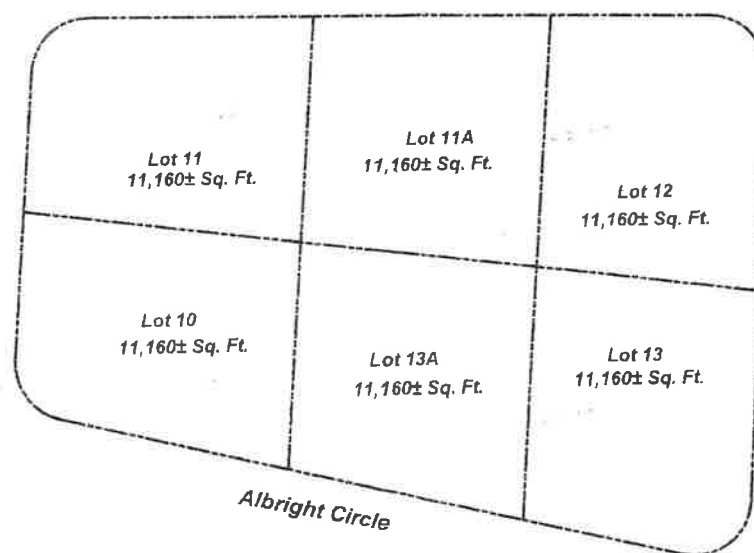 Lot 11
11,160± Sq. Ft.
Lot 11A
11,160± Sq. Ft.
Lot 12
11,160± Sq. Ft.
Lot 10
11,160± Sq. Ft.
Lot 13A
11,160± Sq. Ft.
Lot 13
11,160± Sq. Ft.
Albright Circle